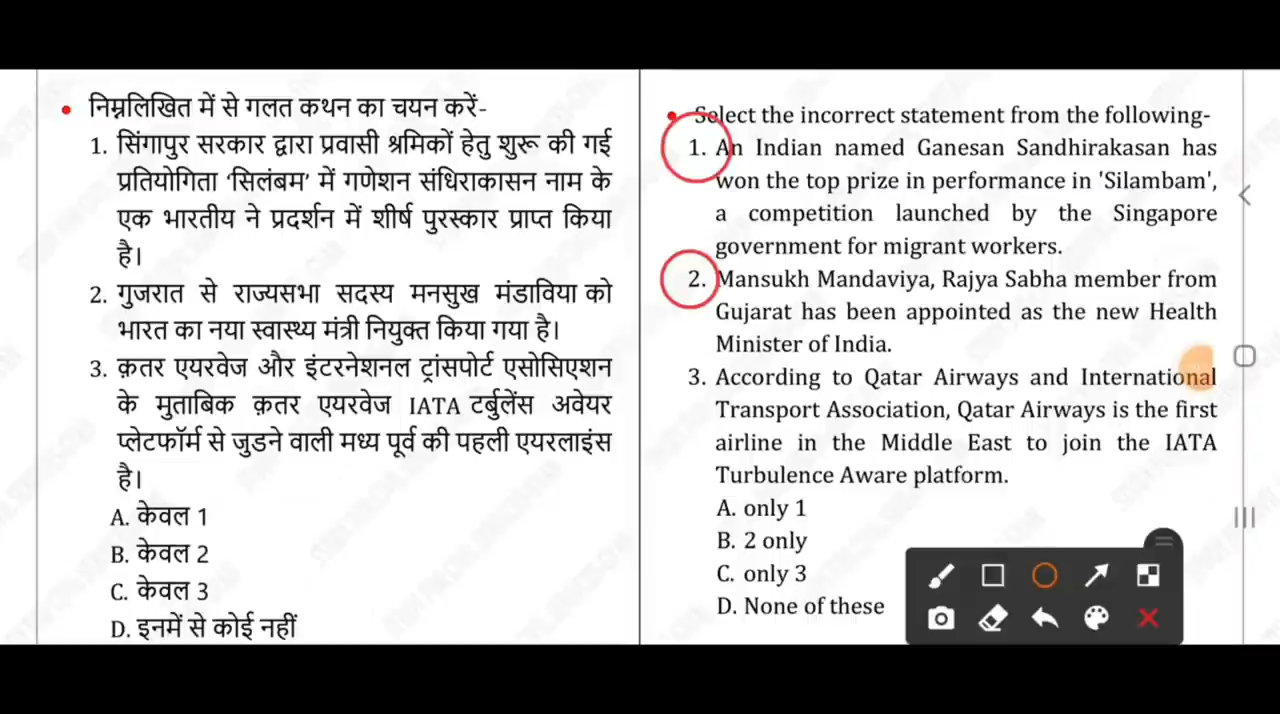 निम्नलिखित में से गलत कथन का चयन करें-
1. सिंगापुर सरकार द्वारा प्रवासी श्रमिकों हेतु शुरू की गई
प्रतियोगिता ‘सिलंबम’ में गणेशन संधिराकासन नाम के
एक भारतीय ने प्रदर्शन में शीर्ष पुरस्कार प्राप्त किया
है।
2. गुजरात से राज्यसभा सदस्य मनसुख मंडाविया को
भारत का नया स्वास्थ्य मंत्री नियुक्त किया गया है।
3. क़तर एयरवेज और इंटरनेशनल ट्रांसपोर्ट एसोसिएशन
के मुताबिक क़तर एयरवेज IATA टर्बुलेंस अवेयर
प्लेटफॉर्म से जुडने वाली मध्य पूर्व की पहली एयरलाइंस
है।
A. केवल 1
B. केवल 2
C. केवल 3
D. इनमें से कोई नहीं
Select the incorrect statement from the following-
1. An Indian named Ganesan Sandhirakasan has
won the top prize in performance in 'Silambam',
a competition launched by the Singapore
government for migrant workers.
2. Mansukh Mandaviya, Rajya Sabha member from
Gujarat has been appointed as the new Health
Minister of India.
3. According to Qatar Airways and International
Transport Association, Qatar Airways is the first
airline in the Middle East to join the IATA
Turbulence Aware platform.
A. only 1
B. 2 only
C. only 3
D. None of these